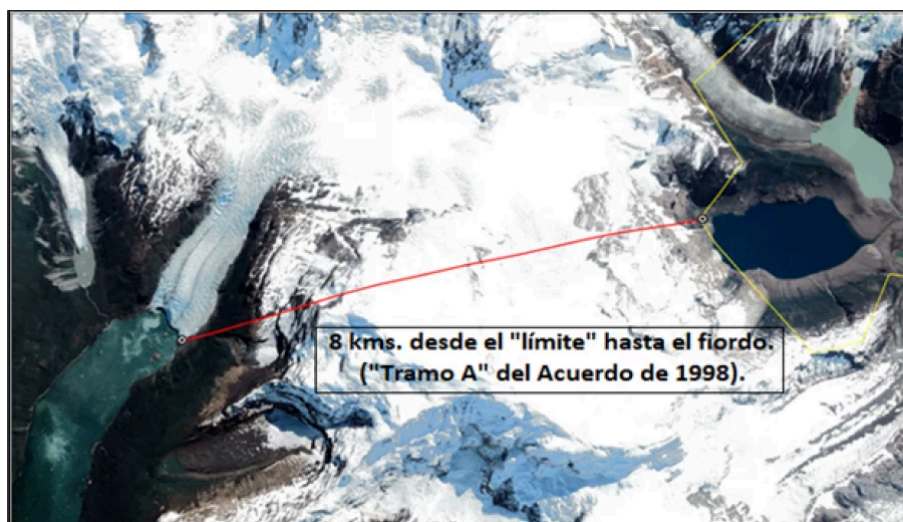 8 kms. desde el "límite" hasta el fiordo.
("Tramo A" del Acuerdo de 1998).